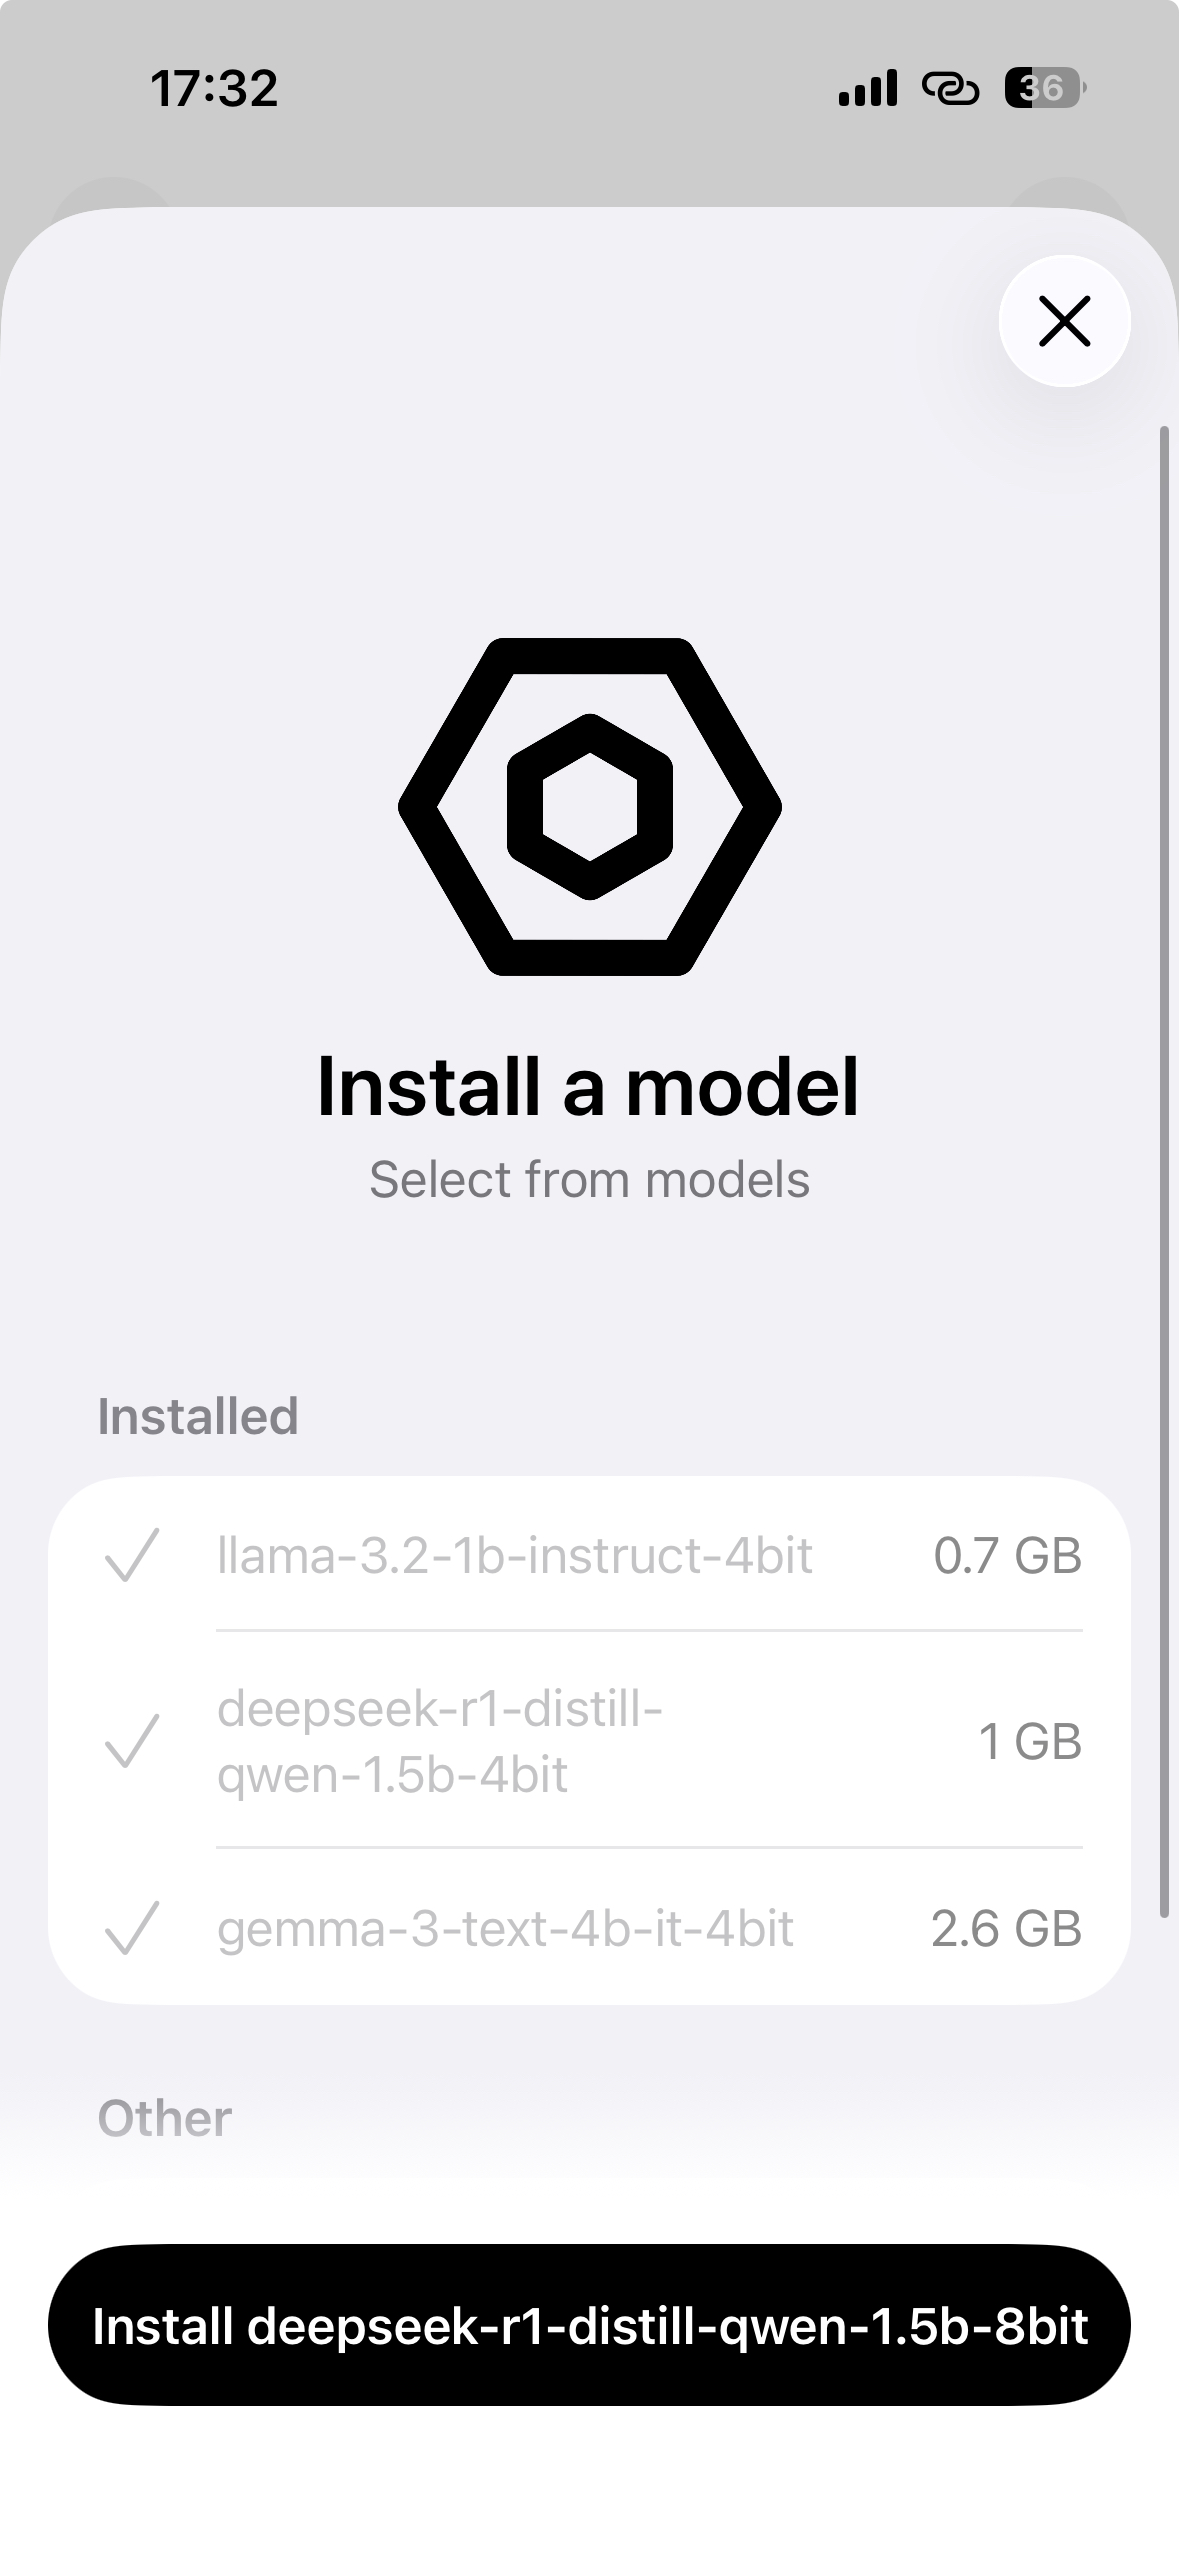 17:32
36
Install a model
Select from models
Installed
llama-3.2-1b-instruct-4bit 0.7 GB
deepseek-r1-distill-
qwen-1.5b-4bit 1 GB
gemma-3-text-4b-it-4bit 2.6 GB
Other
Install deepseek-r1-distill-qwen-1.5b-8bit